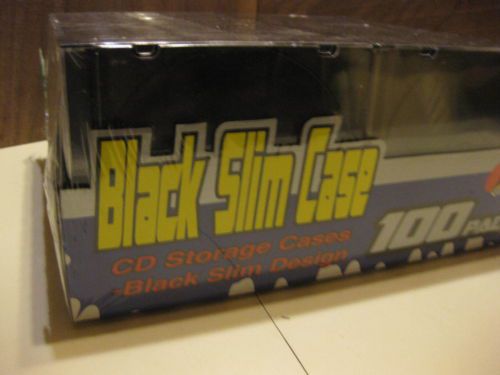 Black Slim Case
100
CD Storage Cases
-Black Slim Design